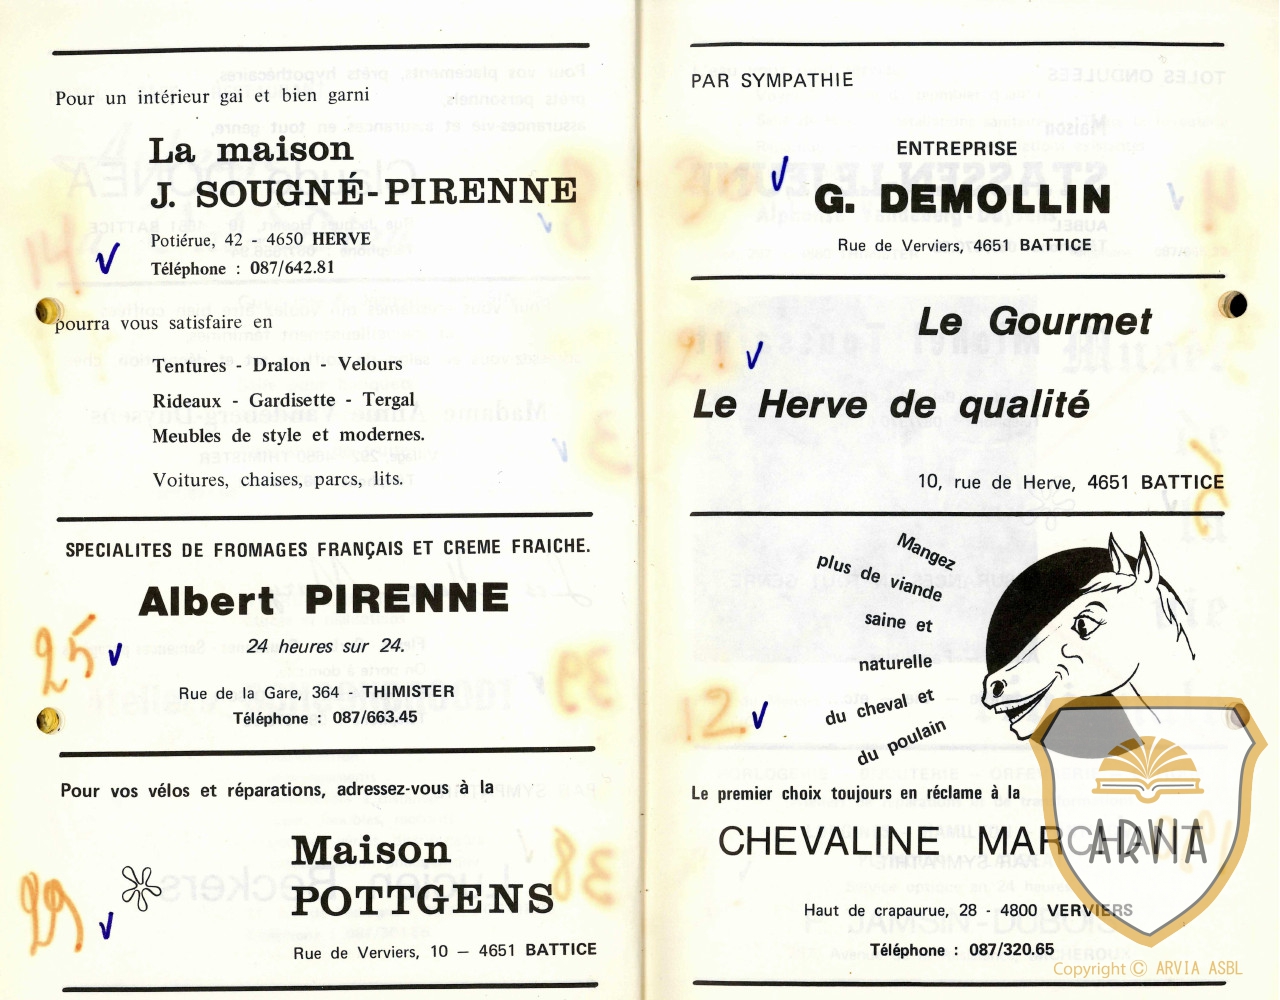 Pour un intérieur gai et bien garni
La maison
J. SOUGNÉ-PIRENNE
Potiérue, 42 - 4650 HERVE
Téléphone : 087/642.81
14
pourra vous satisfaire en
Tentures - Dralon - Velours
Rideaux - Gardisette - Tergal
Meubles de style et modernes.
Voitures, chaises, parcs, lits.
SPECIALITES DE FROMAGES FRANÇAIS ET CREME FRAICHE.
Albert PIRENNE
24 heures sur 24.
25
Rue de la Gare, 364 - THIMISTER
Téléphone : 087/663.45
Pour vos vélos et réparations, adressez-vous à la
Maison
POTTGENS
29
Rue de Verviers, 10 — 4651 BATTICE
PAR SYMPATHIE
ENTREPRISE
G. DEMOLLIN
Rue de Verviers, 4651 BATTICE
Le Gourmet
Le Herve de qualité
10, rue de Herve, 4651 BATTICE
Mangez
plus de viande
saine et
naturelle
du cheval et
du poulain
12
Le premier choix toujours en réclame à la
CHEVALINE MARCHANT
Haut de crapaurue, 28 - 4800 VERVIERS
Téléphone : 087/320.65
ARVIA
Copyright © ARVIA ASBL